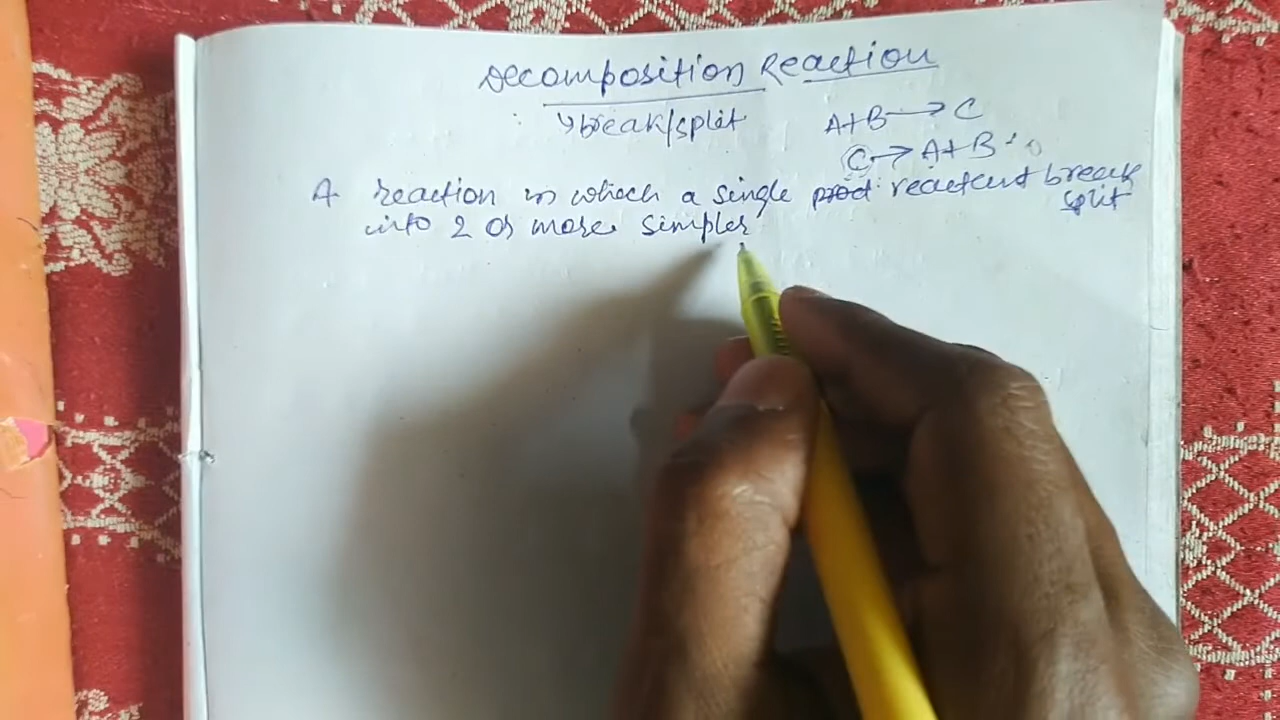 Decomposition Reaction
↳break/split
A+B → C
C → A+B
A reaction in which a single prod reactant break
split
into 2 or more simpler